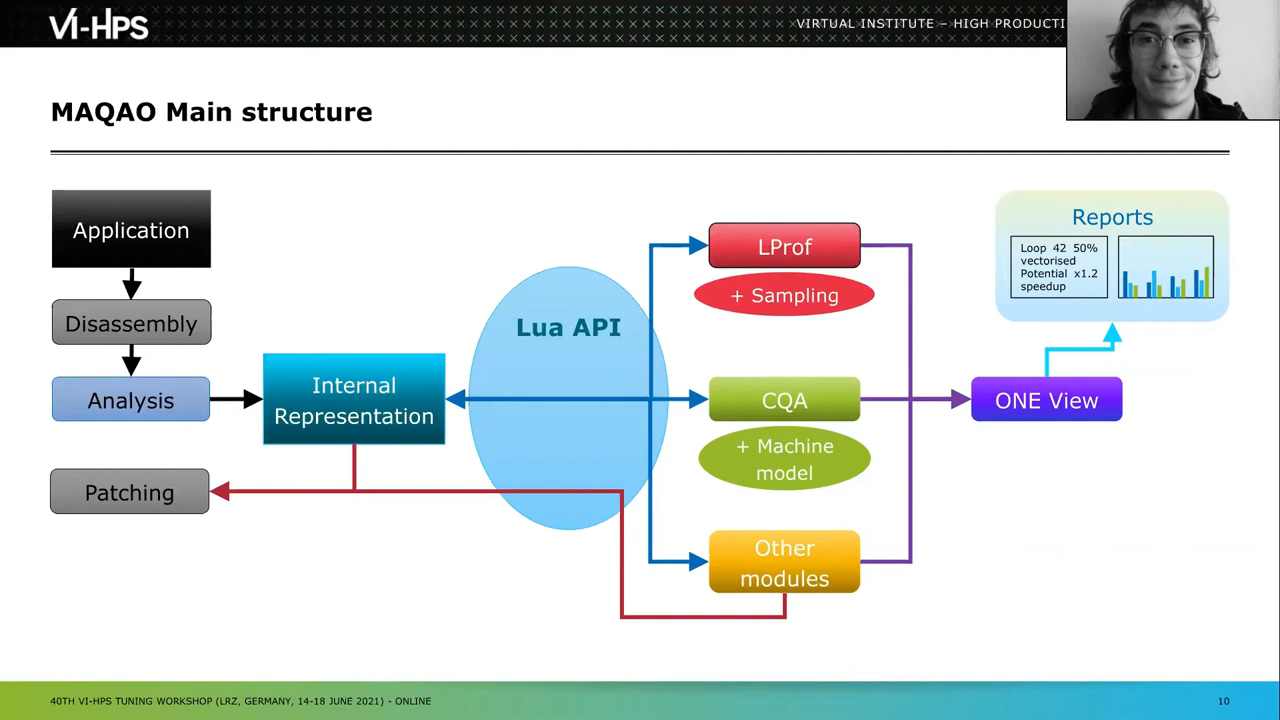 VI-HPS
VIRTUAL INSTITUTE – HIGH PRODUCTI
MAQAO Main structure
Application
Disassembly
Analysis
Patching
Internal
Representation
Lua API
LProf
+ Sampling
CQA
+ Machine
model
Other
modules
ONE View
Reports
Loop 42 50%
vectorised
Potential x1.2
speedup
40TH VI-HPS TUNING WORKSHOP (LRZ, GERMANY, 14-18 JUNE 2021) - ONLINE
10